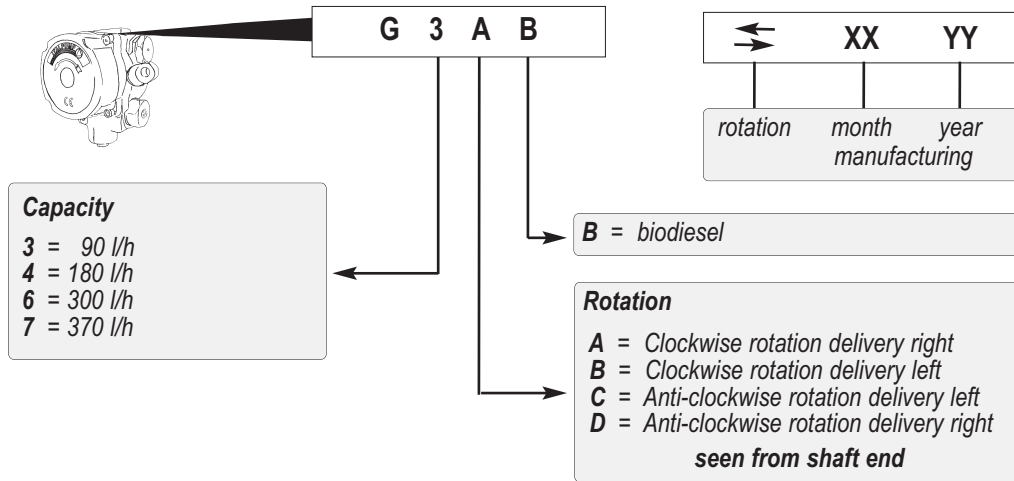 G 3 A B
XX YY
rotation month year
manufacturing
Capacity
3 = 90 l/h
4 = 180 l/h
6 = 300 l/h
7 = 370 l/h
B = biodiesel
Rotation
A = Clockwise rotation delivery right
B = Clockwise rotation delivery left
C = Anti-clockwise rotation delivery left
D = Anti-clockwise rotation delivery right
seen from shaft end